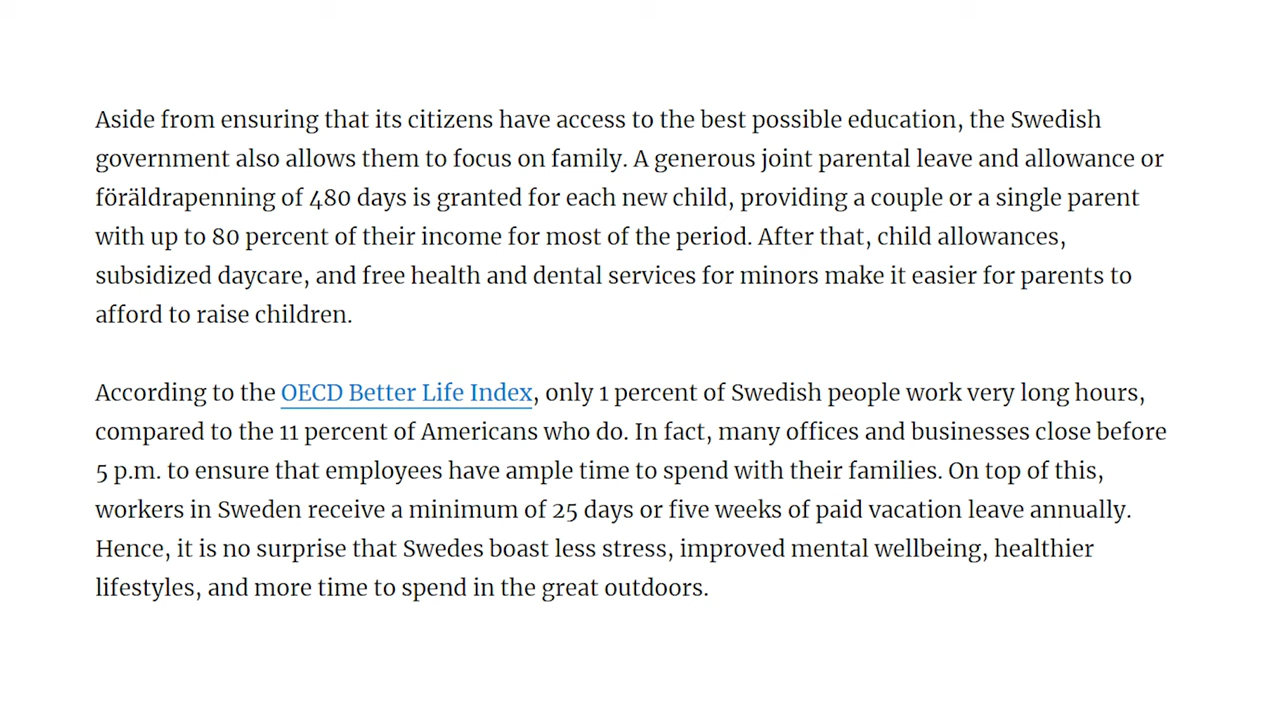 Aside from ensuring that its citizens have access to the best possible education, the Swedish
government also allows them to focus on family. A generous joint parental leave and allowance or
föräldrapenning of 480 days is granted for each new child, providing a couple or a single parent
with up to 80 percent of their income for most of the period. After that, child allowances,
subsidized daycare, and free health and dental services for minors make it easier for parents to
afford to raise children.
According to the OECD Better Life Index, only 1 percent of Swedish people work very long hours,
compared to the 11 percent of Americans who do. In fact, many offices and businesses close before
5 p.m. to ensure that employees have ample time to spend with their families. On top of this,
workers in Sweden receive a minimum of 25 days or five weeks of paid vacation leave annually.
Hence, it is no surprise that Swedes boast less stress, improved mental wellbeing, healthier
lifestyles, and more time to spend in the great outdoors.